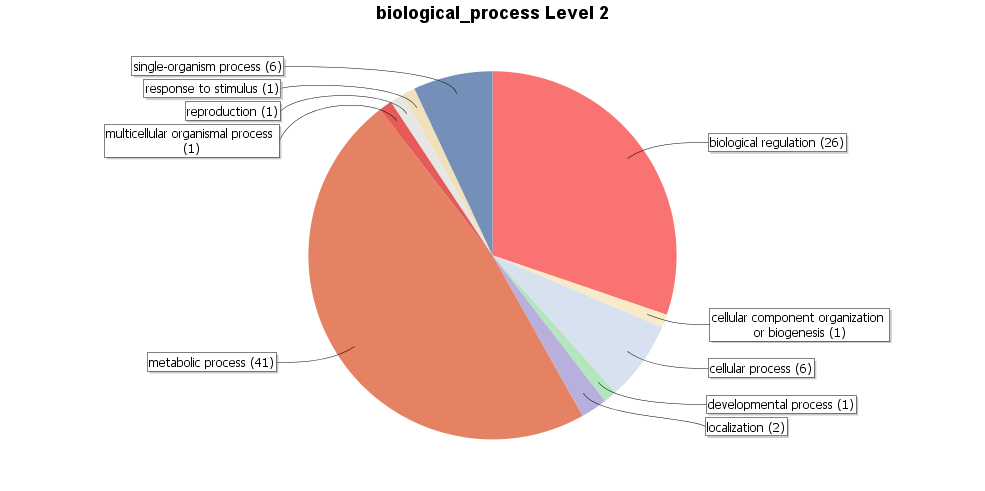 biological_process Level 2
single-organism process (6)
response to stimulus (1)
reproduction (1)
multicellular organismal process
(1)
biological regulation (26)
cellular component organization
or biogenesis (1)
metabolic process (41)
cellular process (6)
developmental process (1)
localization (2)